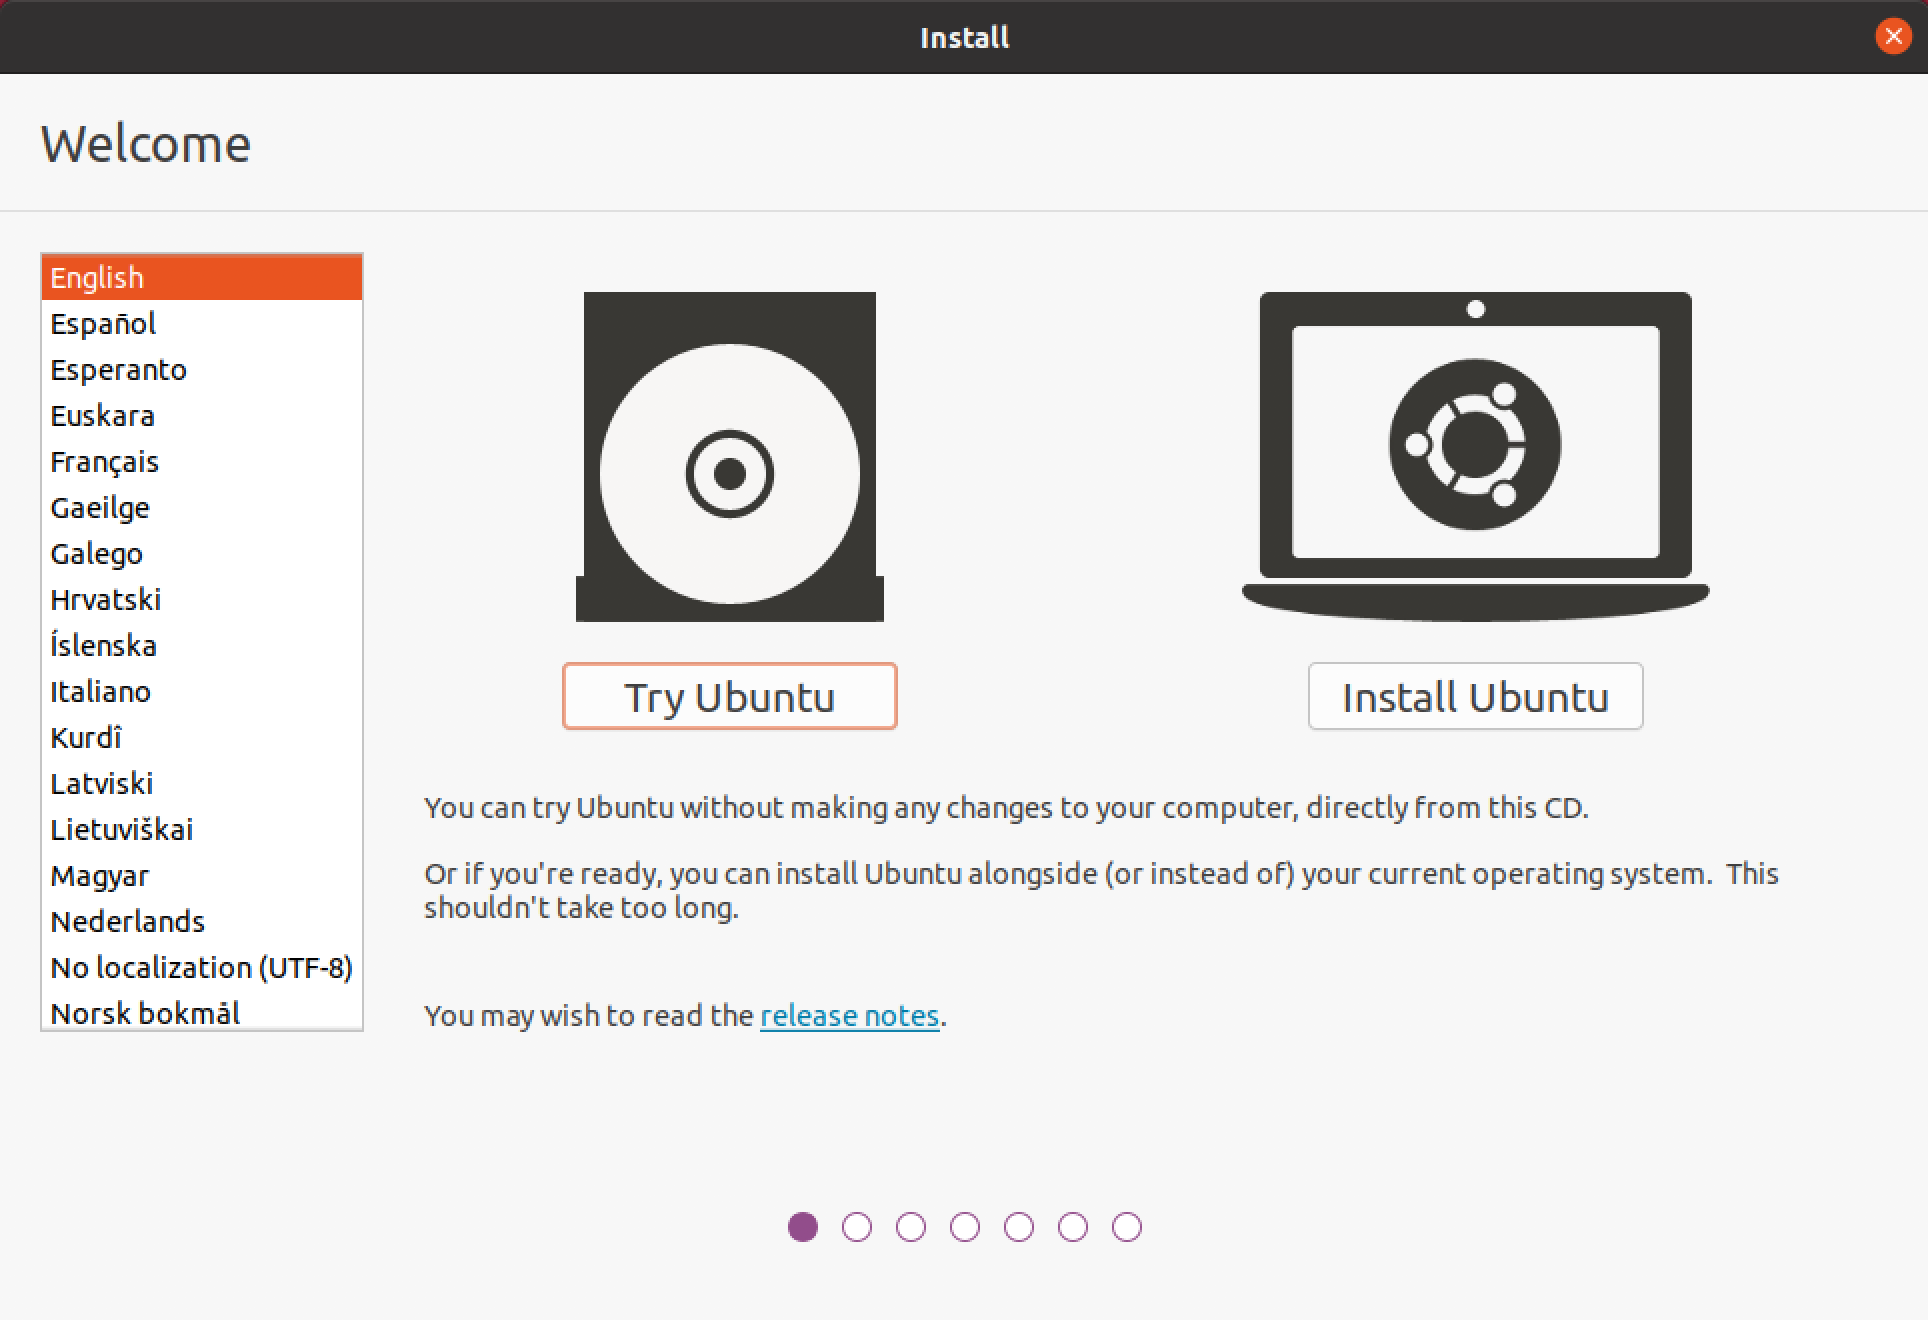 Install
Welcome
English
Español
Esperanto
Euskara
Français
Gaeilge
Galego
Hrvatski
Íslenska
Italiano
Kurdî
Latviski
Lietuviškai
Magyar
Nederlands
No localization (UTF-8)
Norsk bokmål
Try Ubuntu
Install Ubuntu
You can try Ubuntu without making any changes to your computer, directly from this CD.
Or if you're ready, you can install Ubuntu alongside (or instead of) your current operating system.  This
shouldn't take too long.
You may wish to read the release notes.